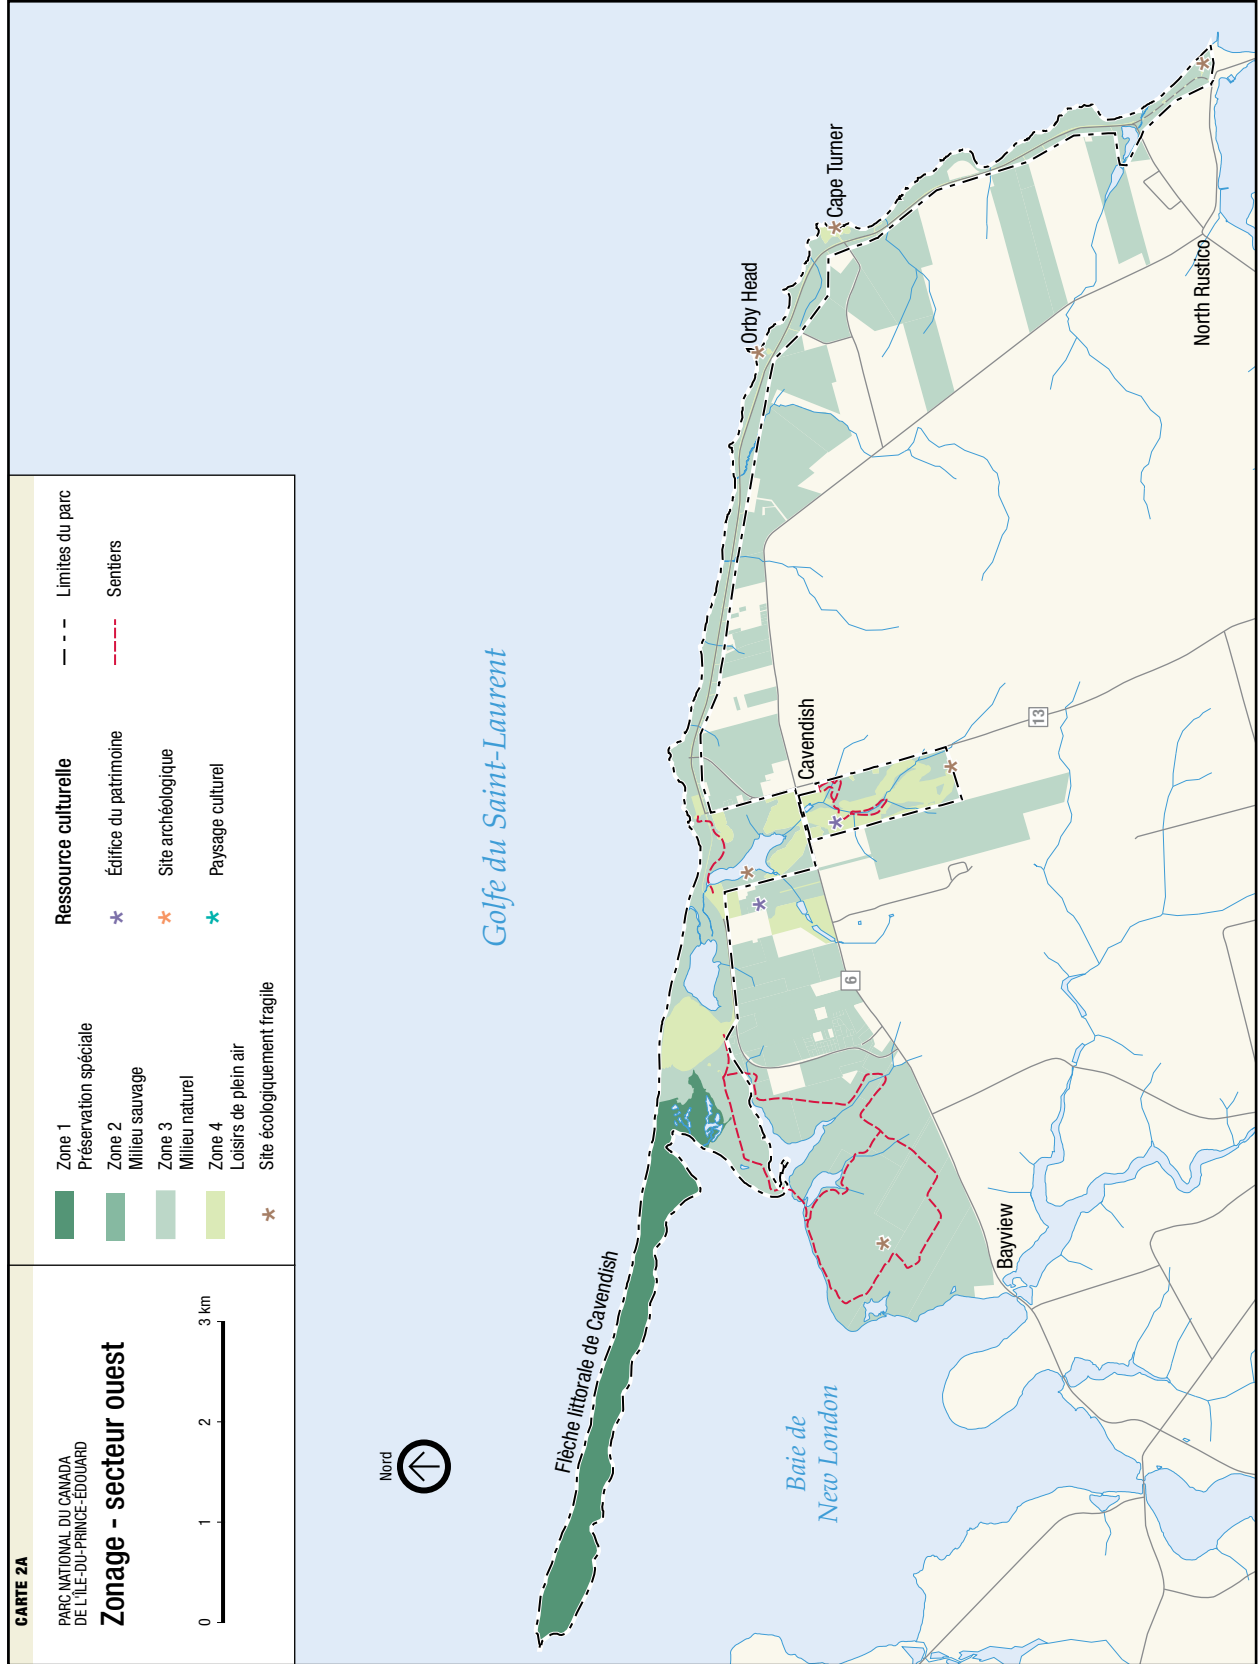 CARTE 2A
PARC NATIONAL DU CANADA
DE L'ÎLE-DU-PRINCE-ÉDOUARD
Zonage - secteur ouest
0 1 2 3 km
Zone 1
Préservation spéciale
Zone 2
Milieu sauvage
Zone 3
Milieu naturel
Zone 4
Loisirs de plein air
Site écologiquement fragile
Ressource culturelle
Édifice du patrimoine
Site archéologique
Paysage culturel
Limites du parc
Sentiers
Nord
Golfe du Saint-Laurent
Flèche littorale de Cavendish
Orby Head
Cape Turner
Baie de
New London
Cavendish
6
13
Bayview
North Rustico